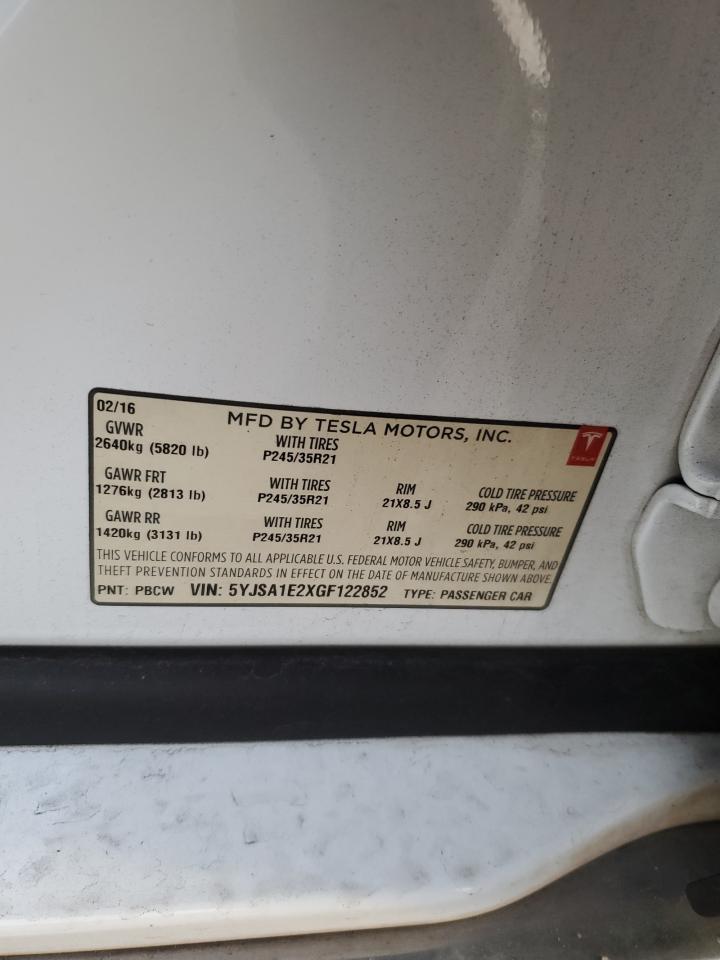 02/16
MFD BY TESLA MOTORS, INC.
GVWR
2640kg (5820 lb)
WITH TIRES
P245/35R21
TESLA
GAWR FRT
1276kg (2813 lb)
WITH TIRES
P245/35R21
RIM
21X8.5 J
COLD TIRE PRESSURE
290 kPa, 42 psi
GAWR RR
1420kg (3131 lb)
WITH TIRES
P245/35R21
RIM
21X8.5 J
COLD TIRE PRESSURE
290 kPa, 42 psi
THIS VEHICLE CONFORMS TO ALL APPLICABLE U.S. FEDERAL MOTOR VEHICLE SAFETY, BUMPER, AND
THEFT PREVENTION STANDARDS IN EFFECT ON THE DATE OF MANUFACTURE SHOWN ABOVE.
PNT: PBCW VIN: 5YJSA1E2XGF122852 TYPE: PASSENGER CAR